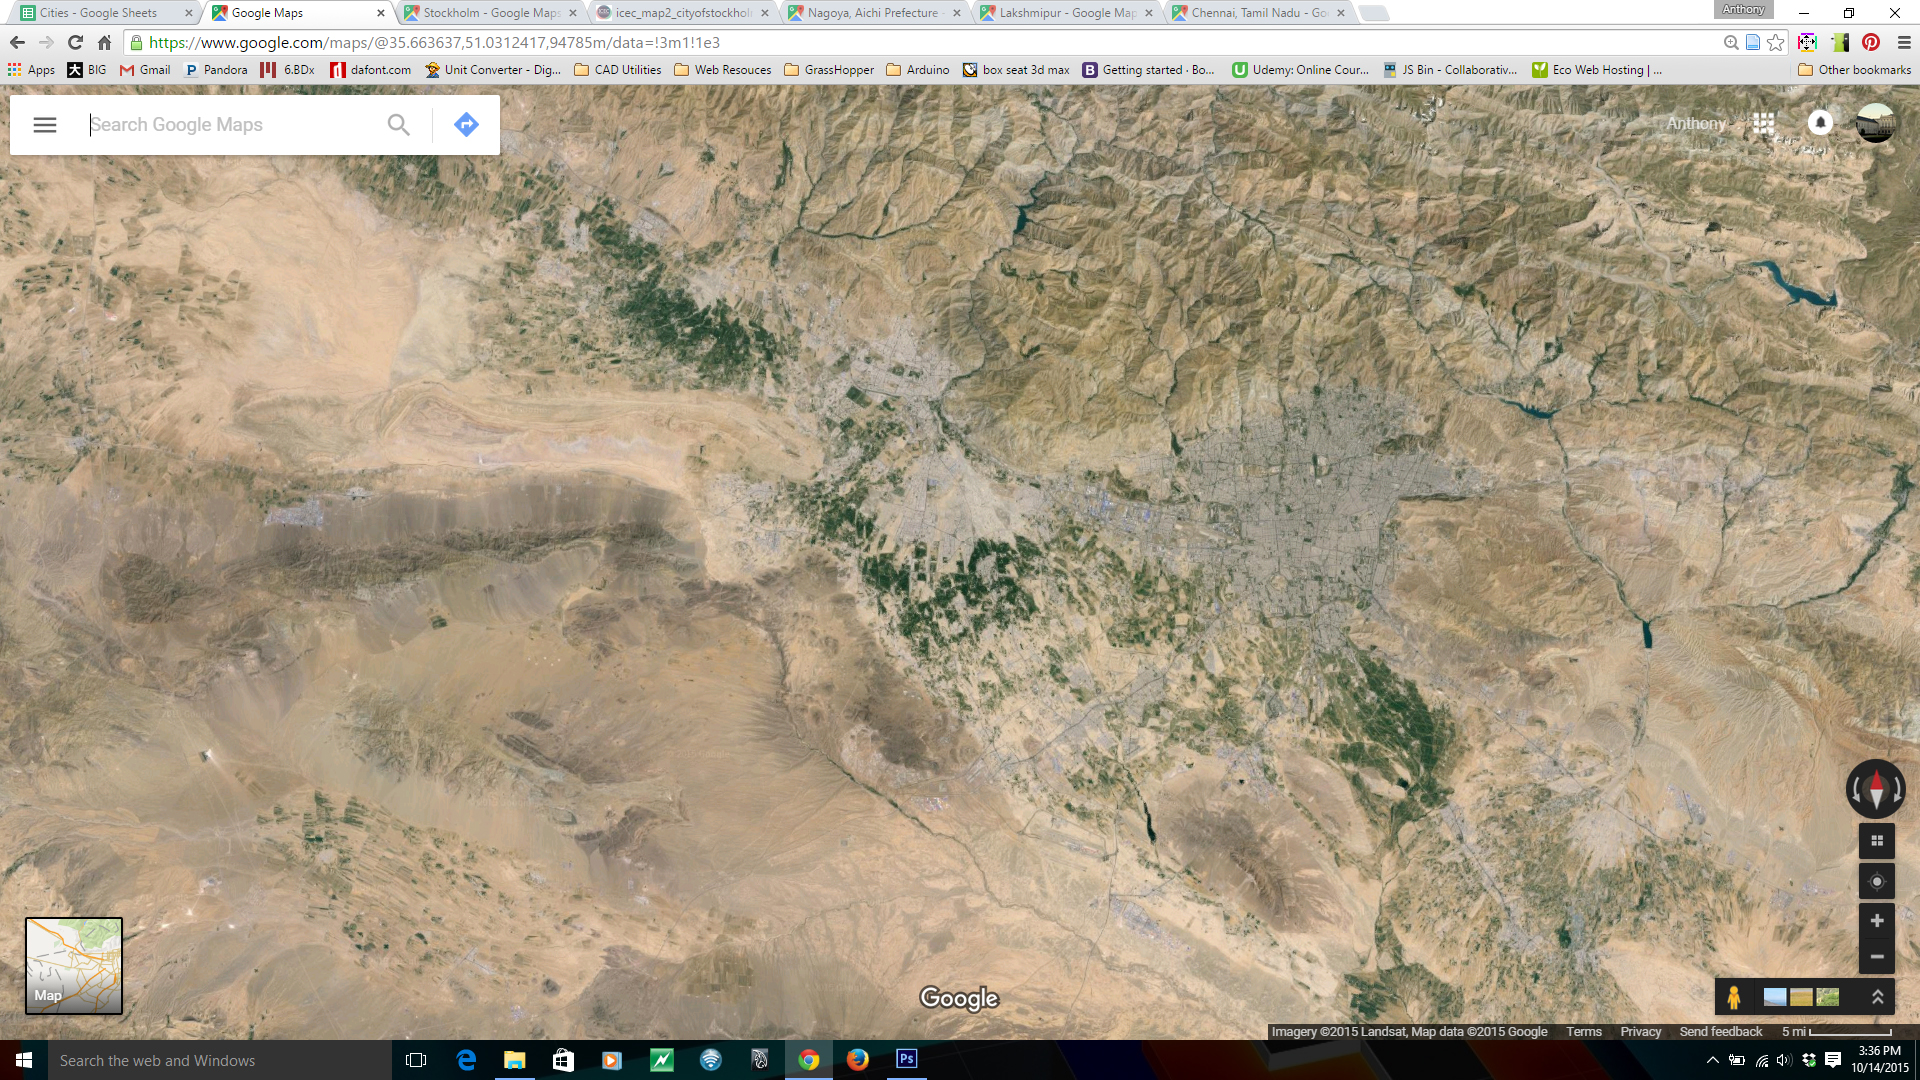 Cities - Google Sheets
Google Maps
Stockholm - Google Maps
icec_map2_cityofstockhol
Nagoya, Aichi Prefecture
Lakshmipur - Google Map
Chennai, Tamil Nadu - Go
Anthony
https://www.google.com/maps/@35.663637,51.0312417,94785m/data=!3m1!1e3
Apps
BIG
Gmail
Pandora
6.BDx
dafont.com
Unit Converter - Dig...
CAD Utilities
Web Resouces
GrassHopper
Arduino
box seat 3d max
Getting started · Bo...
Udemy: Online Cour...
JS Bin - Collaborativ...
Eco Web Hosting | ...
Other bookmarks
Search Google Maps
Anthony
Map
Google
Imagery ©2015 Landsat, Map data ©2015 Google
Terms
Privacy
Send feedback
5 mi
Search the web and Windows
Ps
3:36 PM
10/14/2015